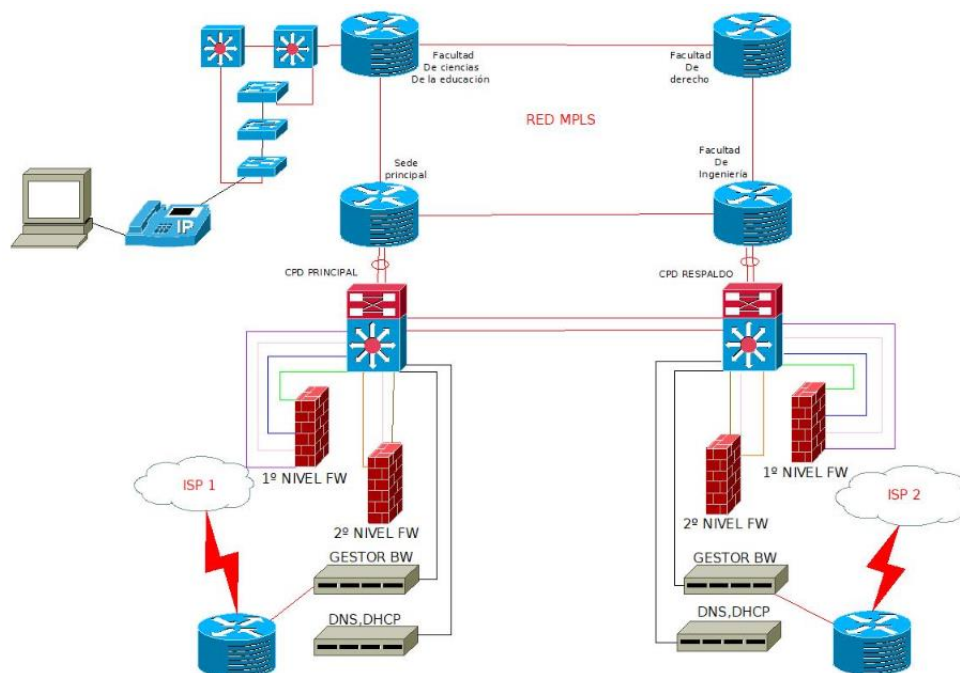 Facultad
De ciencias
De la educación
Facultad
De
derecho
RED MPLS
Sede
principal
Facultad
De
Ingeniería
IP
CPD PRINCIPAL
CPD RESPALDO
ISP 1
1º NIVEL FW
2º NIVEL FW
GESTOR BW
DNS,DHCP
1º NIVEL FW
ISP 2
2º NIVEL FW
GESTOR BW
DNS,DHCP